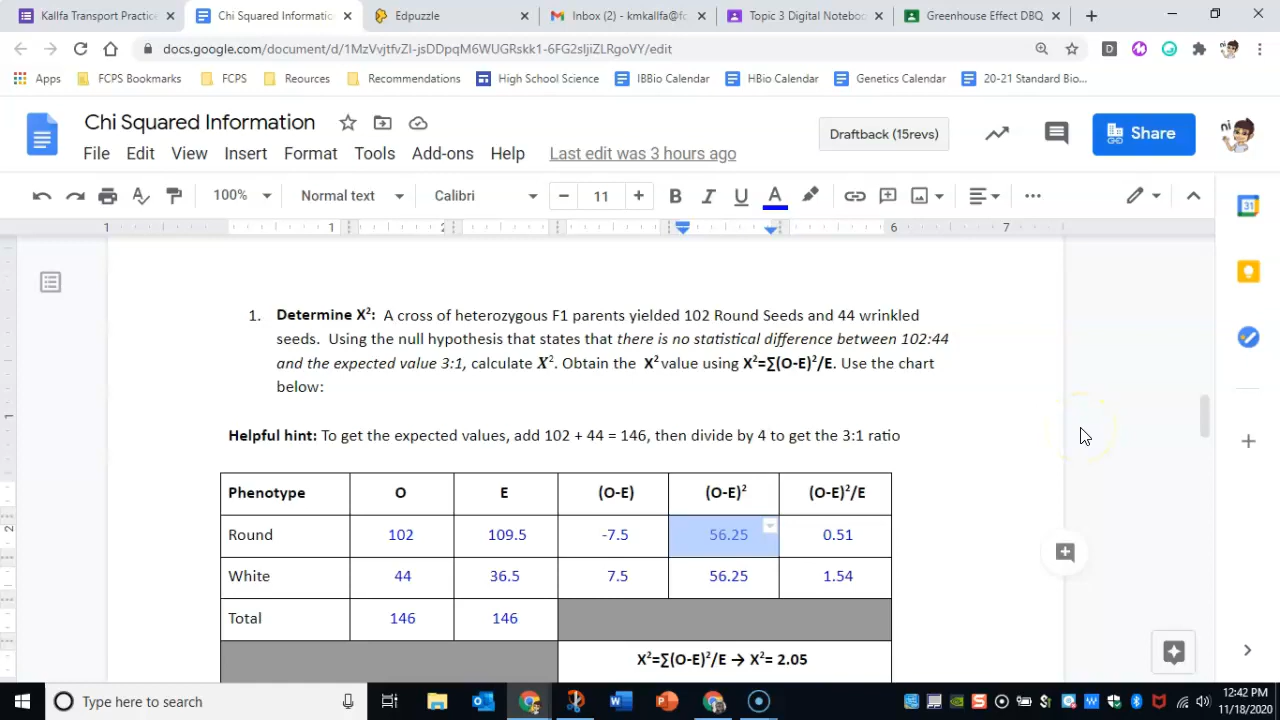 Kallfa Transport Practice
Chi Squared Informatio
Edpuzzle
Inbox (2) - kmkallfa@fc
Topic 3 Digital Notebo
Greenhouse Effect DBQ
docs.google.com/document/d/1MzVvjtfvZI-jsDDpqM6WUGRskk1-6FG2sljiZLRgoVY/edit
Apps
FCPS Bookmarks
FCPS
Reources
Recommendations
High School Science
IBBio Calendar
HBio Calendar
Genetics Calendar
20-21 Standard Bio...
Chi Squared Information
Draftback (15revs)
Share
File Edit View Insert Format Tools Add-ons Help Last edit was 3 hours ago
100% Normal text Calibri 11 B I U A
31
1 1 2 6 7
1. Determine X²: A cross of heterozygous F1 parents yielded 102 Round Seeds and 44 wrinkled
seeds. Using the null hypothesis that states that there is no statistical difference between 102:44
and the expected value 3:1, calculate X². Obtain the X² value using X²=∑(O-E)²/E. Use the chart
below:
Helpful hint: To get the expected values, add 102 + 44 = 146, then divide by 4 to get the 3:1 ratio
Phenotype O E (O-E) (O-E)² (O-E)²/E
Round 102 109.5 -7.5 56.25 0.51
White 44 36.5 7.5 56.25 1.54
Total 146 146
X²=∑(O-E)²/E → X²= 2.05
Type here to search
12:42 PM
11/18/2020